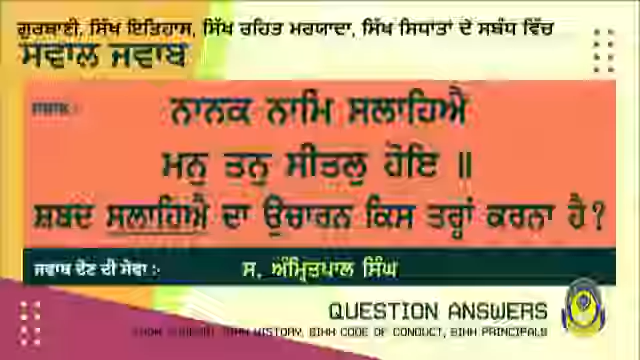 ਗੁਰਬਾਣੀ, ਸਿੱਖ ਇਤਿਹਾਸ, ਸਿੱਖ ਰਹਿਤ ਮਰਯਾਦਾ, ਸਿੱਖ ਸਿਧਾਂਤਾਂ ਦੇ ਸਬੰਧ ਵਿੱਚ
ਸਵਾਲ ਜਵਾਬ
ਸਵਾਲ :-
ਨਾਨਕ ਨਾਮਿ ਸਲਾਹਿਐ
ਮਨੁ ਤਨੁ ਸੀਤਲੁ ਹੋਇ ॥
ਸ਼ਬਦ ਸਲਾਹਿਐ ਦਾ ਉਚਾਰਨ ਕਿਸ ਤਰ੍ਹਾਂ ਕਰਨਾ ਹੈ?
ਜਵਾਬ ਦੇਣ ਦੀ ਸੇਵਾ :- ਸ. ਅੰਮ੍ਰਿਤਪਾਲ ਸਿੰਘ
QUESTION ANSWERS
HISTORY, SIKH CODE OF CONDUCT, SIKH PRINCIPALS